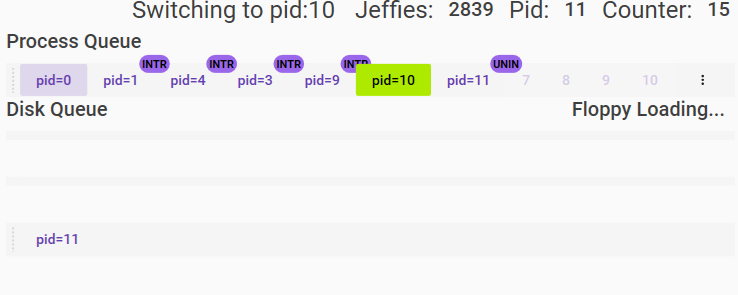 Switching to pid:10 Jeffies: 2839 Pid: 11 Counter: 15
Process Queue
INTR INTR INTR INTR UNIN
pid=0 pid=1 pid=4 pid=3 pid=9 pid=10 pid=11 7 8 9 10
Disk Queue Floppy Loading...
pid=11